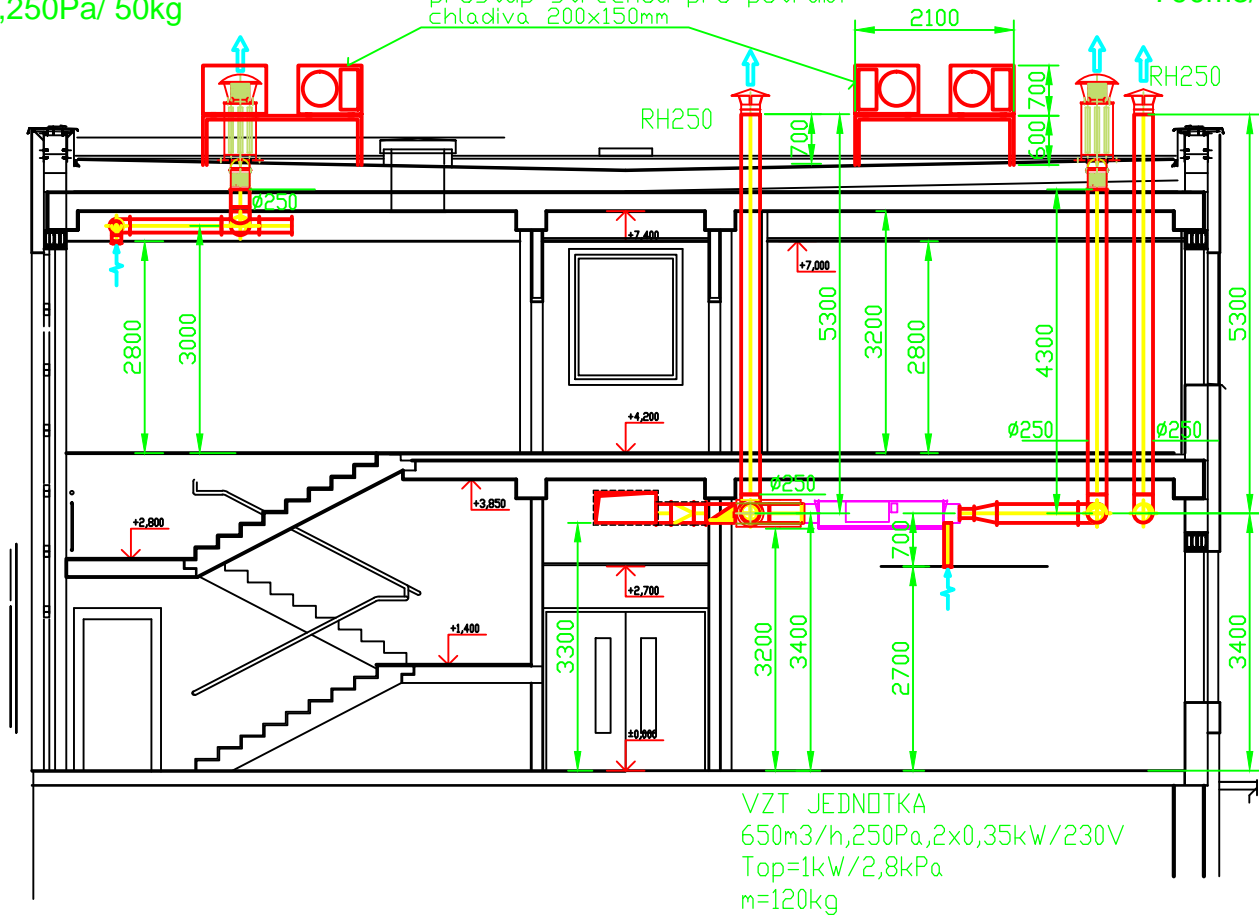 ,250Pa/ 50kg
chladiva 200x150mm
2100
RH250
RH250
700
700
600
Ø250
+7,400
+7,000
2800
3000
5300
3200
2800
4300
5300
+4,200
Ø250
Ø250
Ø250
+3,850
+2,800
700
+2,700
+1,400
3300
3200
3400
2700
3400
±0,000
VZT JEDNOTKA
650m3/h,250Pa,2x0,35kW/230V
Top=1kW/2,8kPa
m=120kg